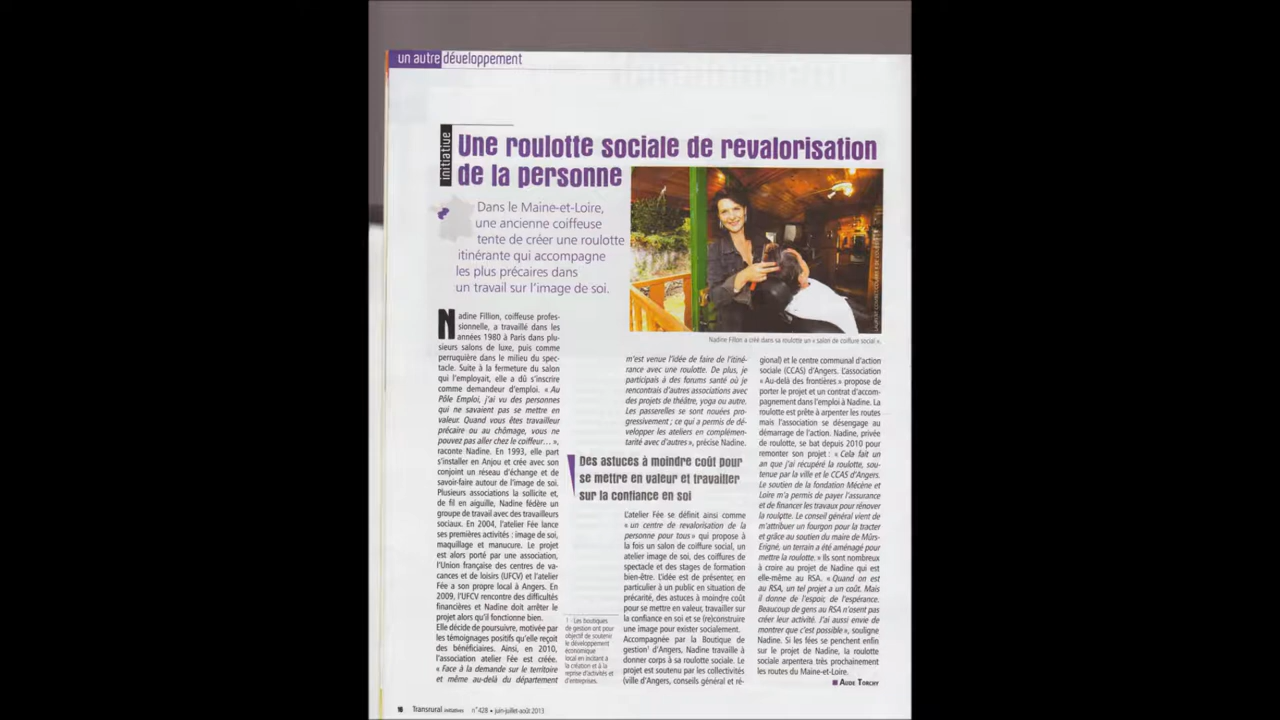 un autre développement
initiative
Une roulotte sociale de revalorisation
de la personne
Dans le Maine-et-Loire,
une ancienne coiffeuse
tente de créer une roulotte
itinérante qui accompagne
les plus précaires dans
un travail sur l'image de soi.
Nadine Fillon a créé dans sa roulotte un « salon de coiffure social ».
Nadine Fillion, coiffeuse profes-
sionnelle, a travaillé dans les
années 1980 à Paris dans plu-
sieurs salons de luxe, puis comme
perruquière dans le milieu du spec-
tacle. Suite à la fermeture du salon
qui l'employait, elle a dû s'inscrire
comme demandeur d'emploi. « Au
Pôle Emploi, j'ai vu des personnes
qui ne savaient pas se mettre en
valeur. Quand vous êtes travailleur
précaire ou au chômage, vous ne
pouvez pas aller chez le coiffeur… »,
raconte Nadine. En 1993, elle part
s'installer en Anjou et crée avec son
conjoint un réseau d'échange et de
savoir-faire autour de l'image de soi.
Plusieurs associations la sollicite et,
de fil en aiguille, Nadine fédère un
groupe de travail avec des travailleurs
sociaux. En 2004, l'atelier Fée lance
ses premières activités : image de soi,
maquillage et manucure. Le projet
est alors porté par une association,
l'Union française des centres de va-
cances et de loisirs (UFCV) et l'atelier
Fée a son propre local à Angers. En
2009, l'UFCV rencontre des difficultés
financières et Nadine doit arrêter le
projet alors qu'il fonctionne bien.
Elle décide de poursuivre, motivée par
les témoignages positifs qu'elle reçoit
des bénéficiaires. Ainsi, en 2010,
l'association atelier Fée est créée.
« Face à la demande sur le territoire
et même au-delà du département
m'est venue l'idée de faire de l'itiné-
rance avec une roulotte. De plus, je
participais à des forums santé où je
rencontrais d'autres associations avec
des projets de théâtre, yoga ou autre.
Les passerelles se sont nouées pro-
gressivement ; ce qui a permis de dé-
velopper les ateliers en complémen-
tarité avec d'autres », précise Nadine.
Des astuces à moindre coût pour
se mettre en valeur et travailler
sur la confiance en soi
L'atelier Fée se définit ainsi comme
« un centre de revalorisation de la
personne pour tous » qui propose à
la fois un salon de coiffure social, un
atelier image de soi, des coiffures de
spectacle et des stages de formation
bien-être. L'idée est de présenter, en
particulier à un public en situation de
précarité, des astuces à moindre coût
pour se mettre en valeur, travailler sur
la confiance en soi et se (re)construire
une image pour exister socialement.
Accompagnée par la Boutique de
gestion¹ d'Angers, Nadine travaille à
donner corps à sa roulotte sociale. Le
projet est soutenu par les collectivités
(ville d'Angers, conseils général et ré-
1 - Les boutiques
de gestion ont pour
objectif de soutenir
le développement
économique
local en incitant à
la création et à la
reprise d'activités et
d'entreprises.
gional) et le centre communal d'action
sociale (CCAS) d'Angers. L'association
« Au-delà des frontières » propose de
porter le projet et un contrat d'accom-
pagnement dans l'emploi à Nadine. La
roulotte est prête à arpenter les routes
mais l'association se désengage au
démarrage de l'action. Nadine, privée
de roulotte, se bat depuis 2010 pour
remonter son projet : « Cela fait un
an que j'ai récupéré la roulotte, sou-
tenue par la ville et le CCAS d'Angers.
Le soutien de la fondation Mécène et
Loire m'a permis de payer l'assurance
et de financer les travaux pour rénover
la roulotte. Le conseil général vient de
m'attribuer un fourgon pour la tracter
et grâce au soutien du maire de Mûrs-
Erigné, un terrain a été aménagé pour
mettre la roulotte. » Ils sont nombreux
à croire au projet de Nadine qui est
elle-même au RSA. « Quand on est
au RSA, un tel projet a un coût. Mais
il donne de l'espoir, de l'espérance.
Beaucoup de gens au RSA n'osent pas
créer leur activité. J'ai aussi envie de
montrer que c'est possible », souligne
Nadine. Si les fées se penchent enfin
sur le projet de Nadine, la roulotte
sociale arpentera très prochainement
les routes du Maine-et-Loire.
Aude Torchy
18 Transrural initiatives n°428 • juin-juillet-août 2013